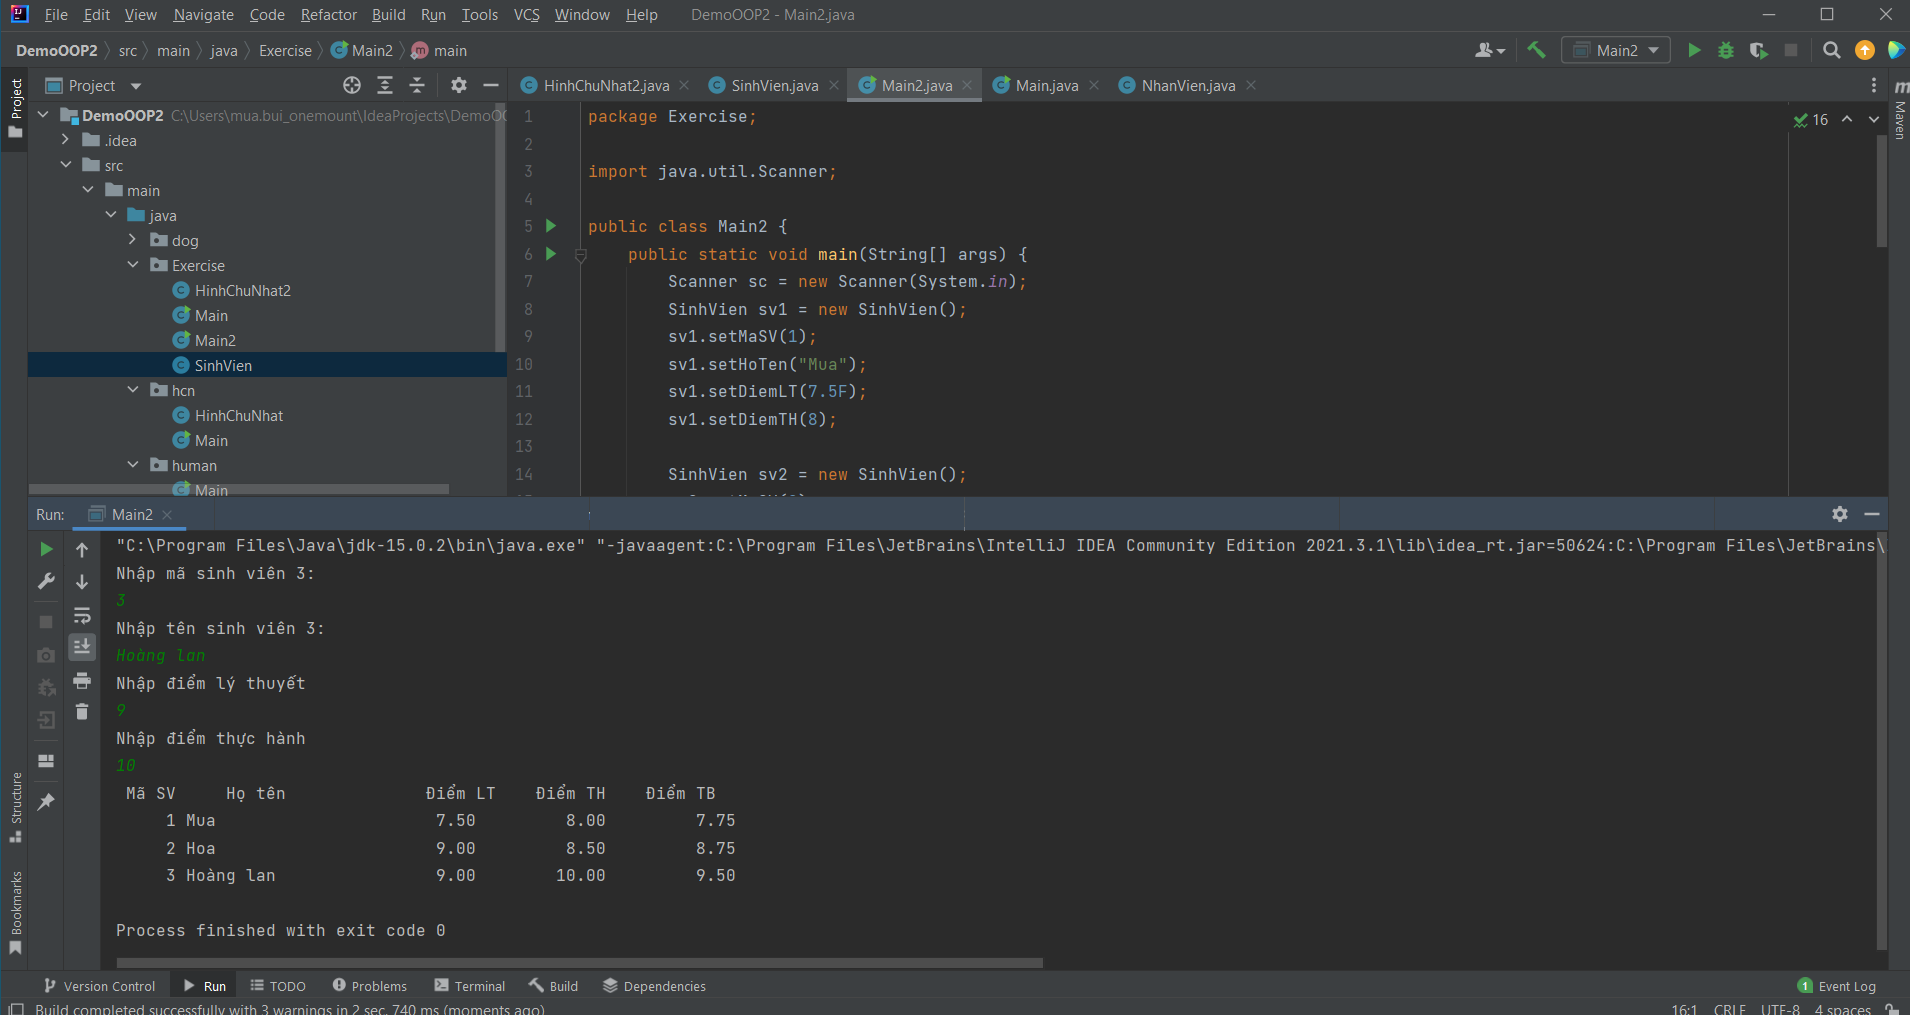 File Edit View Navigate Code Refactor Build Run Tools VCS Window Help DemoOOP2 - Main2.java
DemoOOP2 src main java Exercise Main2 main
Main2
Project
HinhChuNhat2.java SinhVien.java Main2.java Main.java NhanVien.java
Project
Maven
DemoOOP2 C:\Users\mua.bui_onemount\IdeaProjects\DemoOO
.idea
src
main
java
dog
Exercise
HinhChuNhat2
Main
Main2
SinhVien
hcn
HinhChuNhat
Main
human
Main
16
1 package Exercise;
2
3 import java.util.Scanner;
4
5 public class Main2 {
6 public static void main(String[] args) {
7 Scanner sc = new Scanner(System.in);
8 SinhVien sv1 = new SinhVien();
9 sv1.setMaSV(1);
10 sv1.setHoTen("Mua");
11 sv1.setDiemLT(7.5F);
12 sv1.setDiemTH(8);
13
14 SinhVien sv2 = new SinhVien();
Run: Main2
"C:\Program Files\Java\jdk-15.0.2\bin\java.exe" "-javaagent:C:\Program Files\JetBrains\IntelliJ IDEA Community Edition 2021.3.1\lib\idea_rt.jar=50624:C:\Program Files\JetBrains\
Nhập mã sinh viên 3:
3
Nhập tên sinh viên 3:
Hoàng lan
Nhập điểm lý thuyết
9
Nhập điểm thực hành
10
Mã SV Họ tên Điểm LT Điểm TH Điểm TB
1 Mua 7.50 8.00 7.75
2 Hoa 9.00 8.50 8.75
3 Hoàng lan 9.00 10.00 9.50
Process finished with exit code 0
Structure
Bookmarks
Version Control Run TODO Problems Terminal Build Dependencies 1 Event Log
Build completed successfully with 3 warnings in 2 sec, 740 ms (moments ago) 16:1 CRLF UTF-8 4 spaces